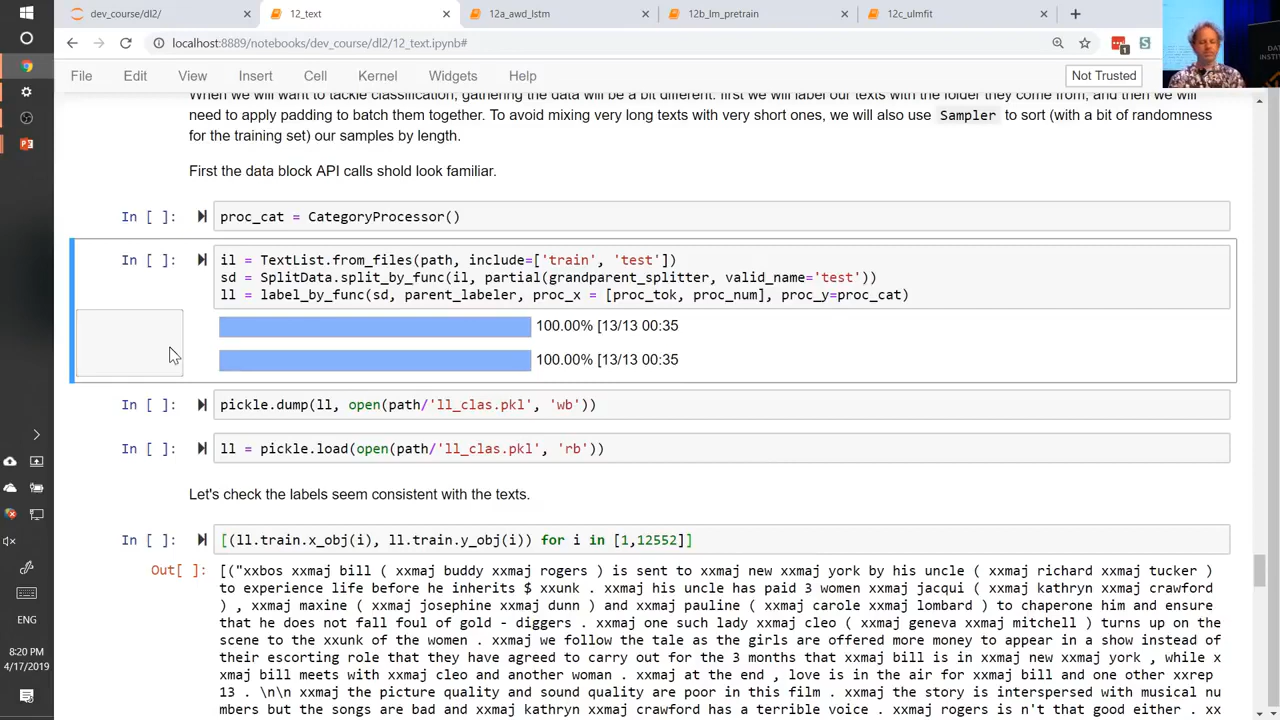 dev_course/dl2/
12_text
12a_awd_lstm
12b_lm_pretrain
12c_ulmfit
localhost:8889/notebooks/dev_course/dl2/12_text.ipynb#
1
File Edit View Insert Cell Kernel Widgets Help
Not Trusted
When we will want to tackle classification, gathering the data will be a bit different: first we will label our texts with the folder they come from, and then we will
need to apply padding to batch them together. To avoid mixing very long texts with very short ones, we will also use Sampler to sort (with a bit of randomness
for the training set) our samples by length.
First the data block API calls shold look familiar.
In [ ]: proc_cat = CategoryProcessor()
In [ ]: il = TextList.from_files(path, include=['train', 'test'])
sd = SplitData.split_by_func(il, partial(grandparent_splitter, valid_name='test'))
ll = label_by_func(sd, parent_labeler, proc_x = [proc_tok, proc_num], proc_y=proc_cat)
100.00% [13/13 00:35
100.00% [13/13 00:35
In [ ]: pickle.dump(ll, open(path/'ll_clas.pkl', 'wb'))
In [ ]: ll = pickle.load(open(path/'ll_clas.pkl', 'rb'))
Let's check the labels seem consistent with the texts.
In [ ]: [(ll.train.x_obj(i), ll.train.y_obj(i)) for i in [1,12552]]
Out[ ]: [("xxbos xxmaj bill ( xxmaj buddy xxmaj rogers ) is sent to xxmaj new xxmaj york by his uncle ( xxmaj richard xxmaj tucker )
to experience life before he inherits $ xxunk . xxmaj his uncle has paid 3 women xxmaj jacqui ( xxmaj kathryn xxmaj crawford
) , xxmaj maxine ( xxmaj josephine xxmaj dunn ) and xxmaj pauline ( xxmaj carole xxmaj lombard ) to chaperone him and ensure
that he does not fall foul of gold - diggers . xxmaj one such lady xxmaj cleo ( xxmaj geneva xxmaj mitchell ) turns up on the
scene to the xxunk of the women . xxmaj we follow the tale as the girls are offered more money to appear in a show instead of
their escorting role that they have agreed to carry out for the 3 months that xxmaj bill is in xxmaj new xxmaj york , while x
xmaj bill meets with xxmaj cleo and another woman . xxmaj at the end , love is in the air for xxmaj bill and one other xxrep
13 . \n\n xxmaj the picture quality and sound quality are poor in this film . xxmaj the story is interspersed with musical nu
mbers but the songs are bad and xxmaj kathryn xxmaj crawford has a terrible voice . xxmaj rogers is n't that good either . xx
ENG
8:20 PM
4/17/2019
DATA
INSTIT